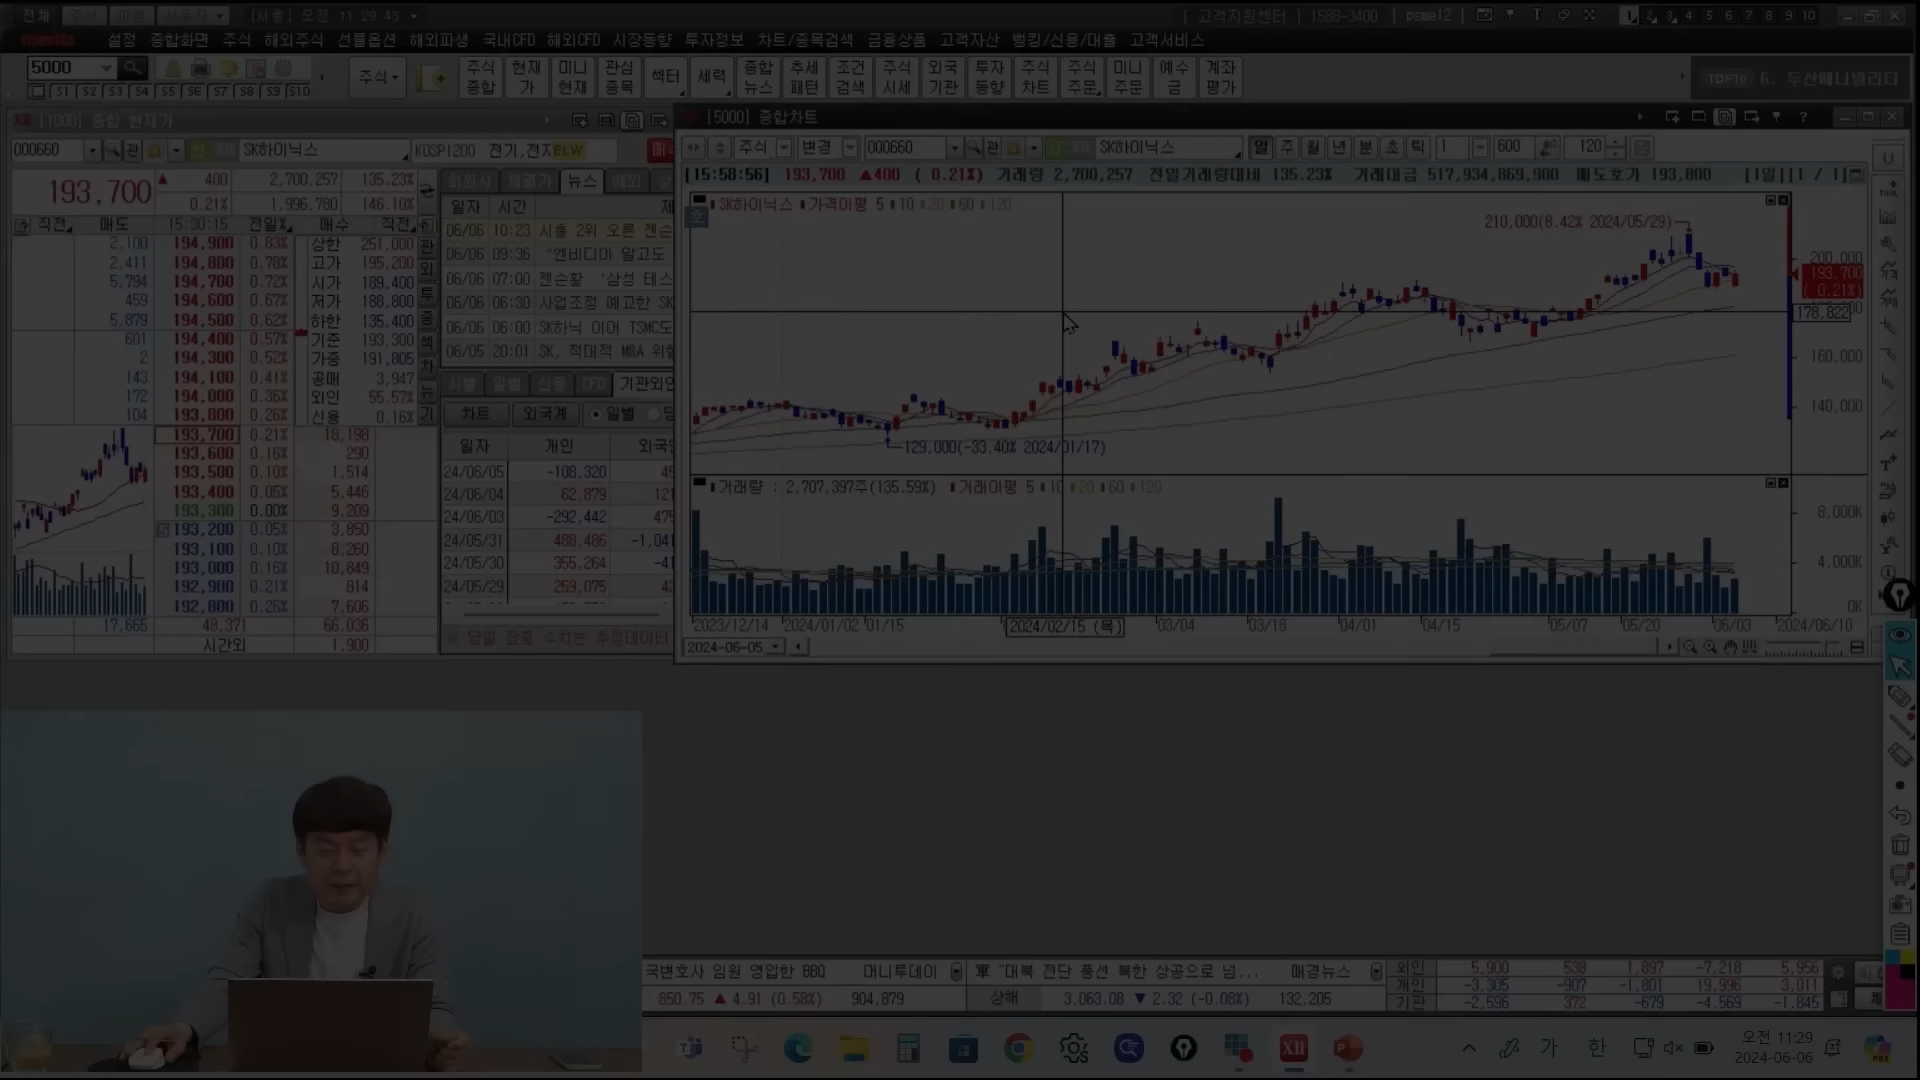 전체
[서울] 오전 11:29:43
[ 고객지원센터 ] 1588-3400 [ psme12 ]
1 2 3 4 5 6 7 8 9 10
설정 종합화면 주식 해외주식 선물옵션 해외파생 국내CFD 해외CFD 시장동향 투자정보 차트/종목검색 금융상품 고객자산 뱅킹/신용/대출 고객서비스
5000
S1 S2 S3 S4 S5 S6 S7 S8 S9 S10
주식 주식종합 현재가 미니현재 관심종목 섹터 세력 종합뉴스 추세패턴 조건검색 주식시세 외국기관 투자동향 주식차트 주식주문 미니주문 예수금 계좌평가
TOP10 6. 두산에너빌리티
[1000] 종합 현재가
000660 관 SK하이닉스 KOSPI200 전기,전자 ELW
193,700 ▲ 400 2,700,257 135.23%
0.21% 1,996,780 146.10%
직전 매도 15:30:15 전일% 매수 직전
2,100 194,900 0.83% 상한 251,000
2,411 194,800 0.78% 고가 195,200
5,794 194,700 0.72% 시가 189,400
459 194,600 0.67% 저가 188,800
5,879 194,500 0.62% 하한 135,400
601 194,400 0.57% 기준 193,300
2 194,300 0.52% 가중 191,805
143 194,100 0.41% 공매 3,947
172 194,000 0.36% 외인 55.57%
104 193,800 0.26% 신용 0.16%
193,700 0.21% 18,198
193,600 0.16% 290
193,500 0.10% 1,514
193,400 0.05% 5,446
193,300 0.00% 9,209
193,200 0.05% 3,850
193,100 0.10% 8,260
193,000 0.16% 10,849
192,900 0.21% 814
192,800 0.26% 7,606
17,665 48,371 66,036
시간외 1,900
회원사 체결가 뉴스 해외
일자 시간
06/06 10:23 시총 2위 오른 젠슨
06/06 09:36 "엔비디아 말고도
06/06 07:00 젠슨황 '삼성 테스
06/06 06:30 사업조정 예고한 SK
06/06 06:00 SK하닉 이어 TSMC도
06/05 20:01 SK, 적대적 M&A 위험
시별 일별 신용 CFD 기관외인
차트 외국계 일별
일자 개인 외국인
24/06/05 -108,320
24/06/04 62,879
24/06/03 -292,442
24/05/31 488,486
24/05/30 355,264
24/05/29 259,075
당일 장중 수치는 추정데이터
[5000] 종합차트
주식 변경 000660 관 SK하이닉스 일 주 월 년 분 초 틱 1 600 120
[15:58:56] 193,700 ▲400 ( 0.21%) 거래량 2,700,257 전일거래량대비 135.23% 거래대금 517,934,869,900 매도호가 193,800 [1일][1 / 1]
SK하이닉스 가격이평 5 10 20 60 120
210,000(8.42% 2024/05/29)
200,000
193,700
( 0.21%)
178,822
160,000
140,000
129,000(-33.40% 2024/01/17)
거래량 : 2,707,397주(135.59%) 거래이평 5 10 20 60 120
8,000K
4,000K
0K
2023/12/14 2024/01/02 01/15 2024/02/15 (목) 03/04 03/18 04/01 04/15 05/07 05/20 06/03 2024/06/10
2024-06-05
국변호사 임원 영입한 BBQ 머니투데이 軍 "대북 전단 풍선 북한 상공으로 넘... 매경뉴스
850.75 ▲ 4.91 (0.58%) 904,879 상해 3,063.08 ▼ 2.32 (-0.08%) 132,205
외인 5,900 538 1,897 -7,218 5,956
개인 -3,305 -907 -1,801 19,996 3,011
기관 -2,596 372 -679 -4,569 -1,845
XII
가 한
오전 11:29
2024-06-06